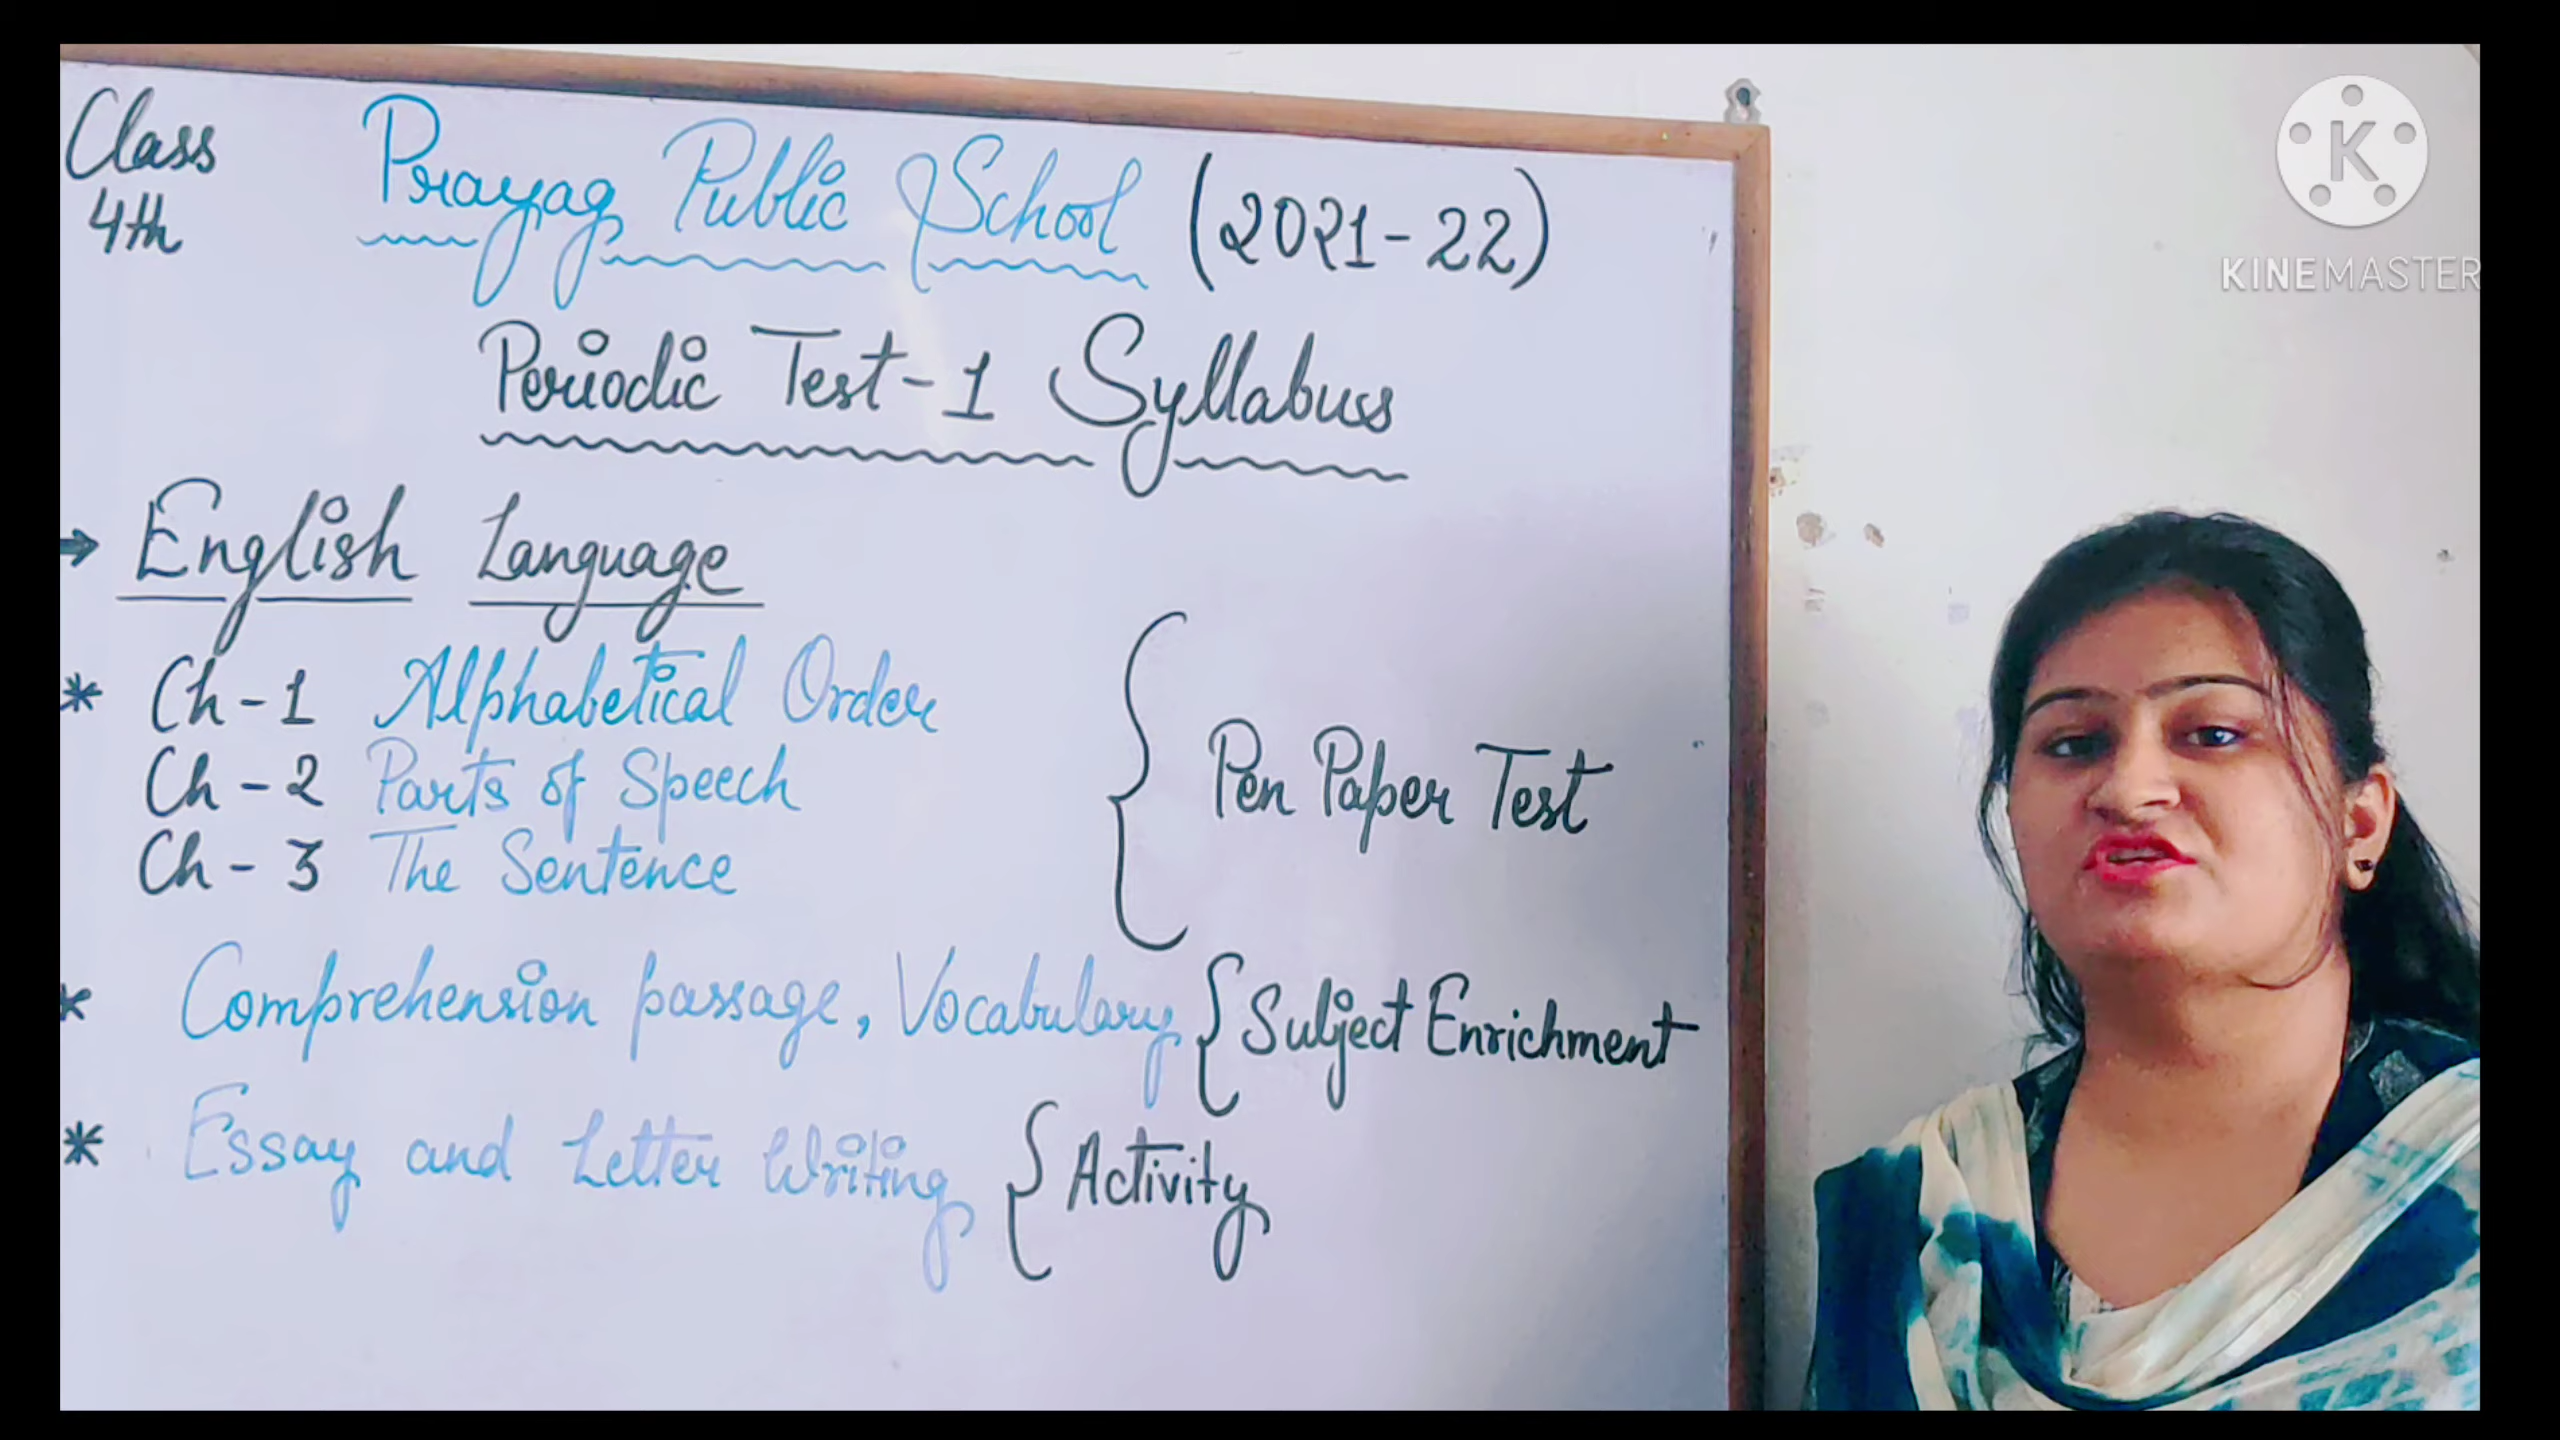 Class
4th
Prayag Public School (2021-22)
Periodic Test-1 Syllabus
→ English Language
* Ch-1 Alphabetical Order
Ch-2 Parts of Speech
Ch-3 The Sentence
{ Pen Paper Test
* Comprehension passage, Vocabulary { Subject Enrichment
* Essay and Letter Writing { Activity
K
KINEMASTER